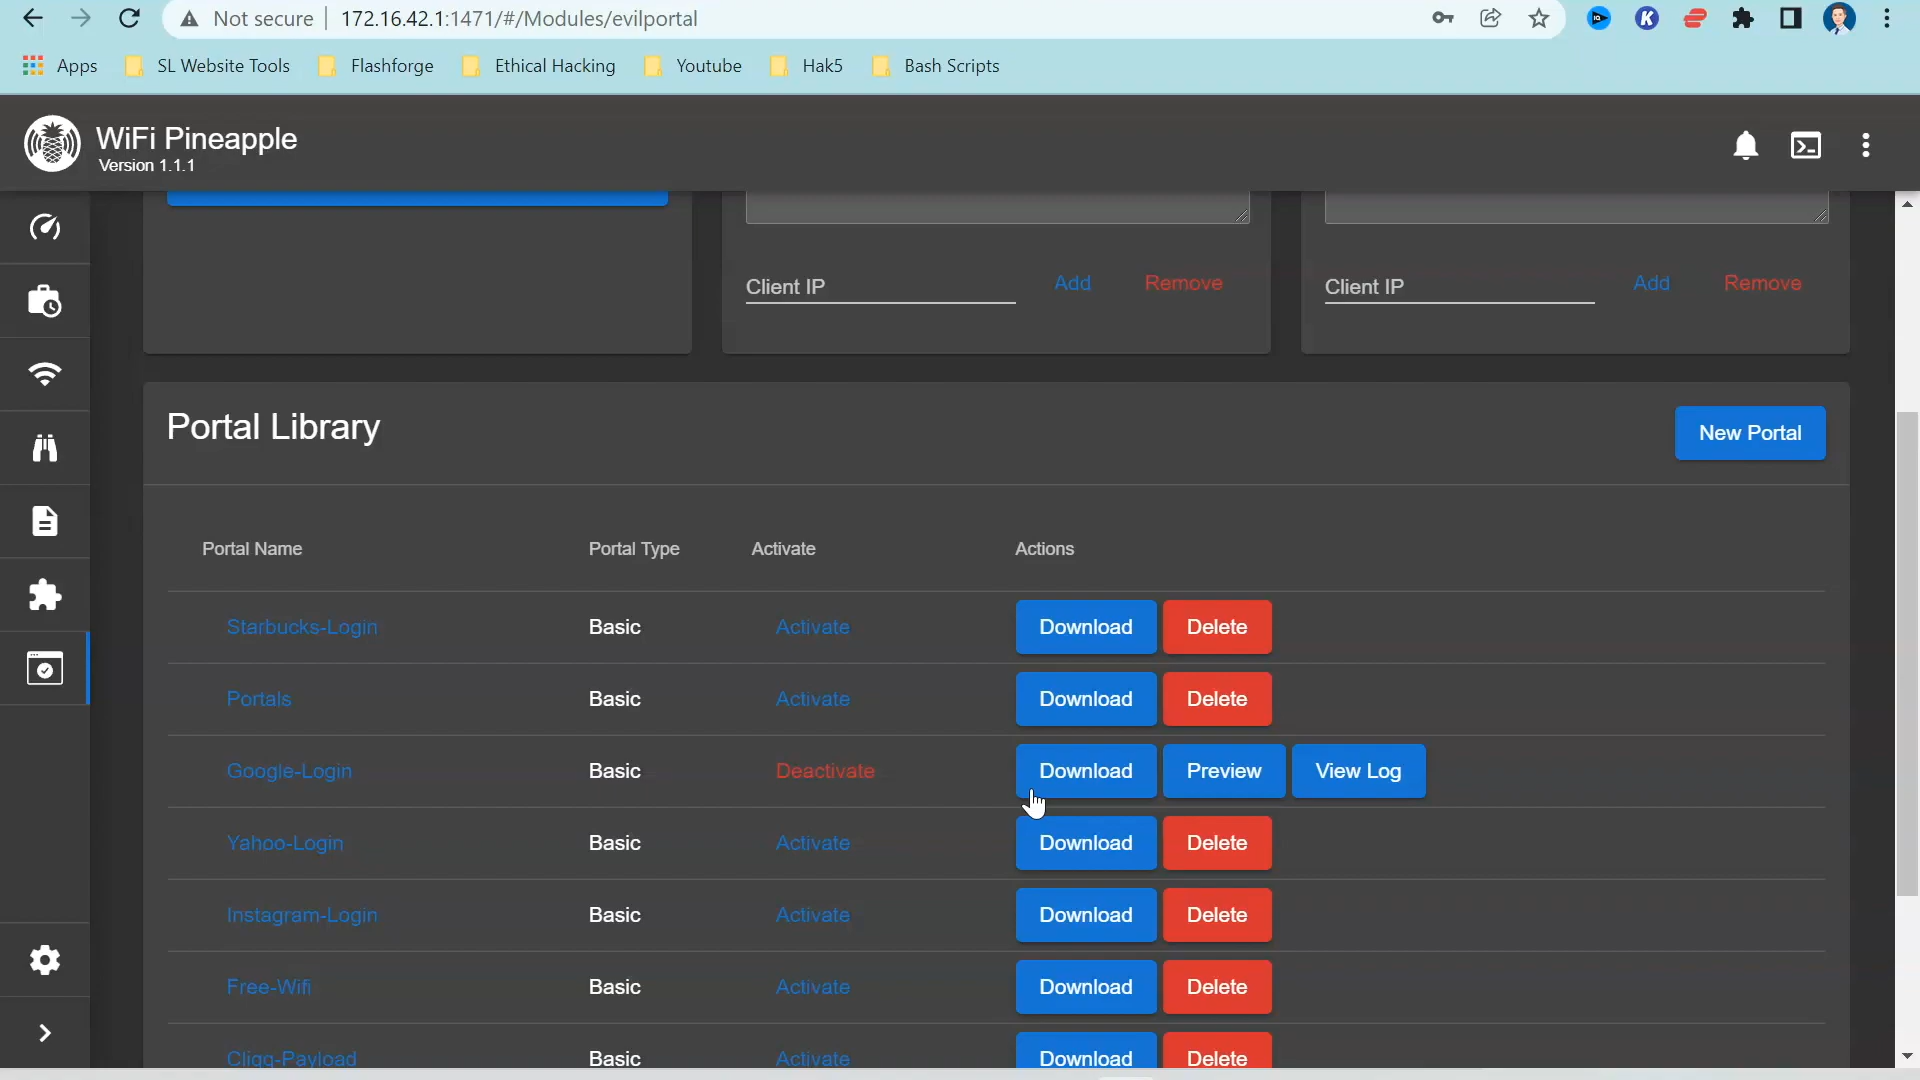 Not secure 172.16.42.1:1471/#/Modules/evilportal
Apps SL Website Tools Flashforge Ethical Hacking Youtube Hak5 Bash Scripts
WiFi Pineapple
Version 1.1.1
Client IP Add Remove Client IP Add Remove
Portal Library New Portal
Portal Name Portal Type Activate Actions
Starbucks-Login Basic Activate Download Delete
Portals Basic Activate Download Delete
Google-Login Basic Deactivate Download Preview View Log
Yahoo-Login Basic Activate Download Delete
Instagram-Login Basic Activate Download Delete
Free-Wifi Basic Activate Download Delete
Cliqq-Payload Basic Activate Download Delete